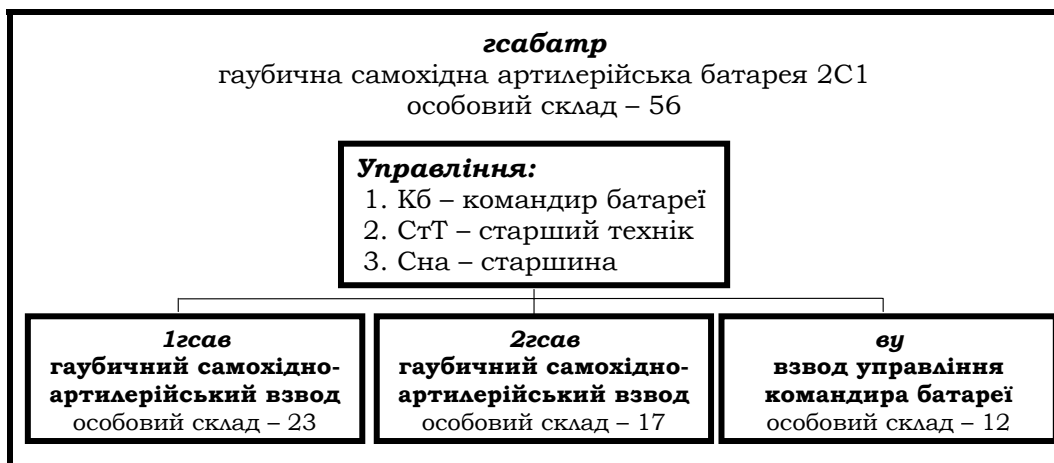 гсабатр
гаубична самохідна артилерійська батарея 2С1
особовий склад – 56
Управління:
1. Кб – командир батареї
2. СтТ – старший технік
3. Сна – старшина
1гсав
гаубичний самохідно-
артилерійський взвод
особовий склад – 23
2гсав
гаубичний самохідно-
артилерійський взвод
особовий склад – 17
ву
взвод управління
командира батареї
особовий склад – 12